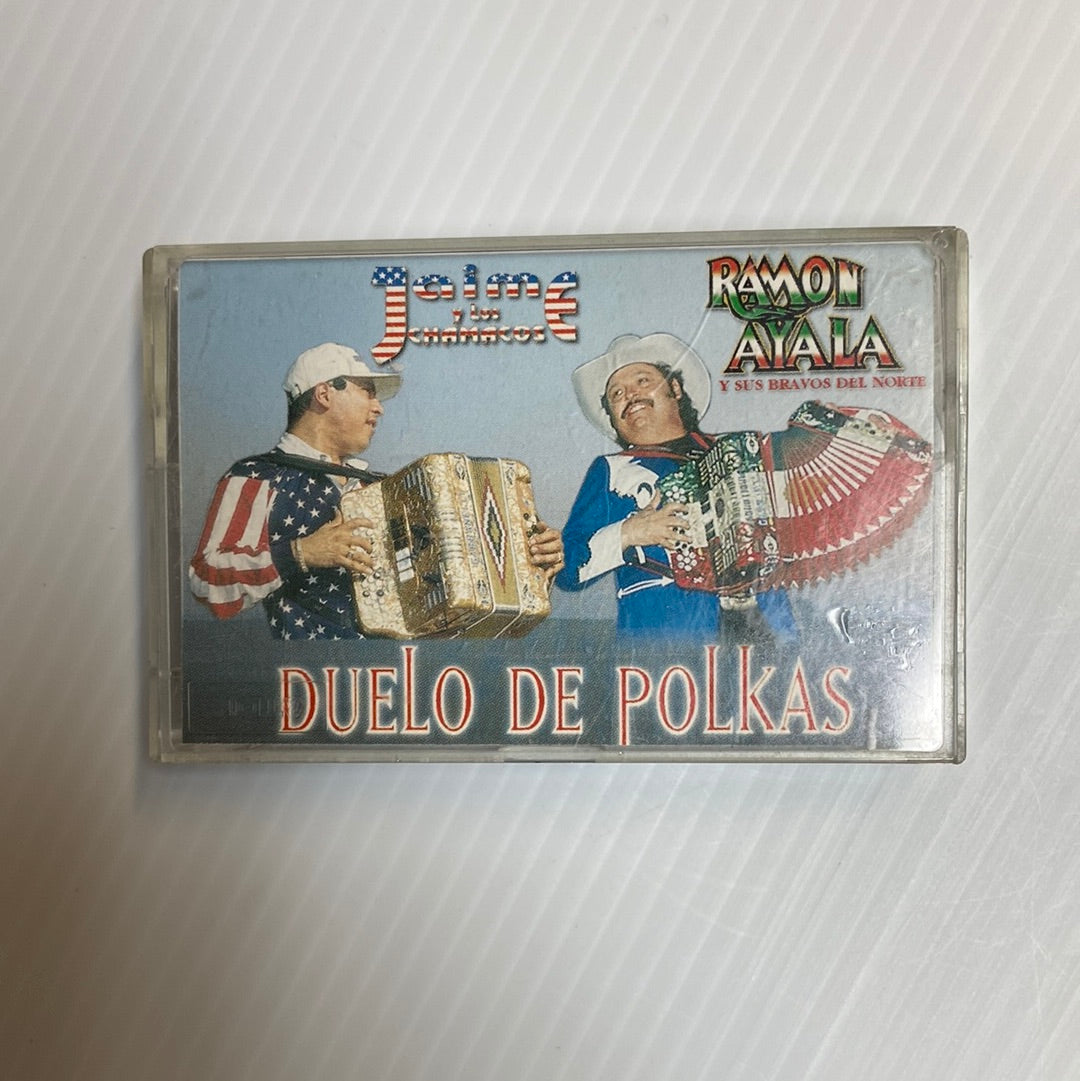 Jaime
y Los
CHAMACOS
RAMON
AYALA
Y SUS BRAVOS DEL NORTE
DUELO DE POLKAS